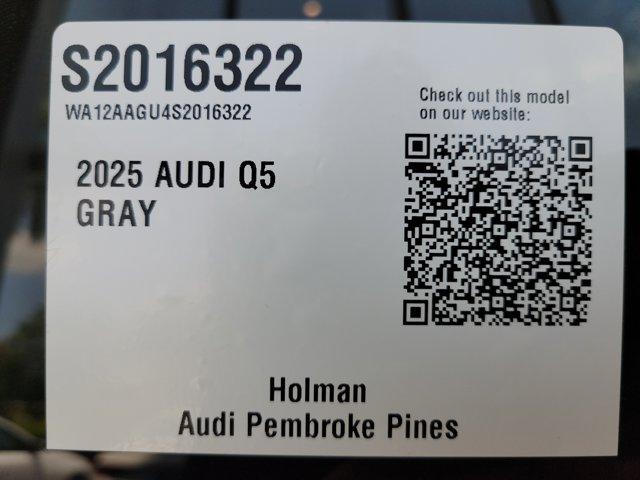 S2016322
WA12AAGU4S2016322
Check out this model
on our website:
2025 AUDI Q5
GRAY
Holman
Audi Pembroke Pines